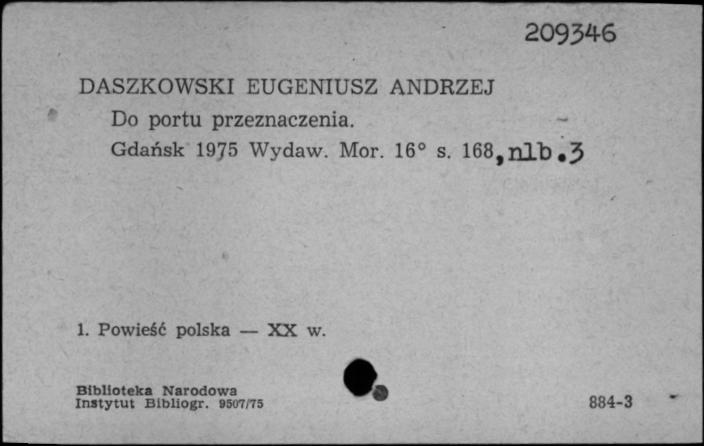 209346
DASZKOWSKI EUGENIUSZ ANDRZEJ
Do portu przeznaczenia.
Gdańsk 1975 Wydaw. Mor. 16° s. 168, nlb. 3
1. Powieść polska — XX w.
Biblioteka Narodowa
Instytut Bibliogr. 9507/75
884-3